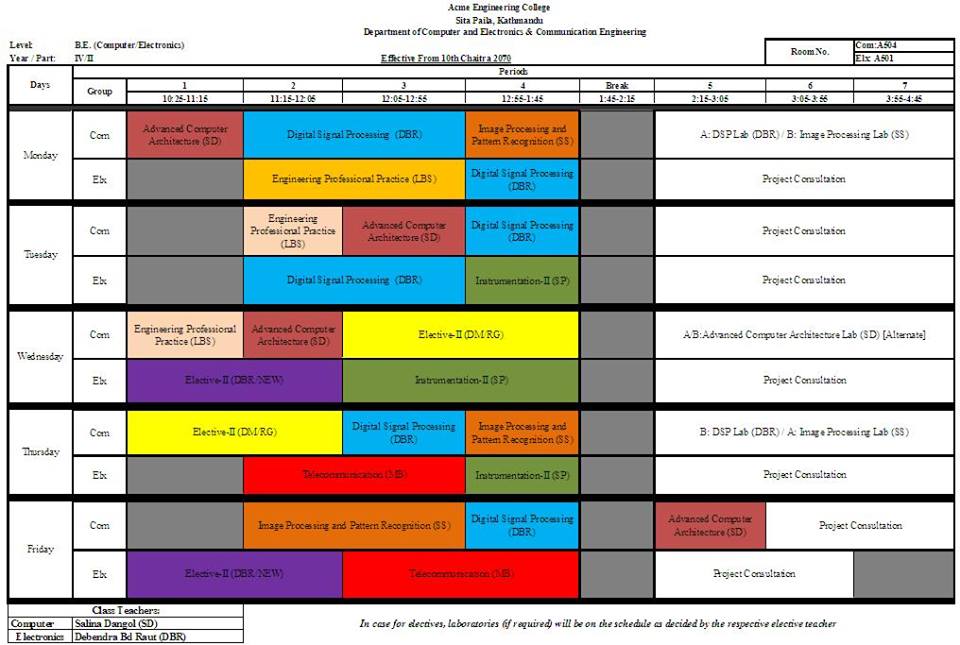 Acme Engineering College
Sita Paila, Kathmandu
Department of Computer and Electronics & Communication Engineering
Level: B.E. (Computer/Electronics)
Year / Part: IV/II Effective From 10th Chaitra 2070
Room No. Com:A504
Elx: A501
Days Group Periods
1 2 3 4 Break 5 6 7
10:25-11:15 11:15-12:05 12:05-12:55 12:55-1:45 1:45-2:15 2:15-3:05 3:05-3:55 3:55-4:45
Monday
Com
Advanced Computer
Architecture (SD)
Digital Signal Processing (DBR)
Image Processing and
Pattern Recognition (SS)
A: DSP Lab (DBR) / B: Image Processing Lab (SS)
Elx
Engineering Professional Practice (LBS)
Digital Signal Processing
(DBR)
Project Consultation
Tuesday
Com
Engineering
Professional Practice
(LBS)
Advanced Computer
Architecture (SD)
Digital Signal Processing
(DBR)
Project Consultation
Elx
Digital Signal Processing (DBR)
Instrumentation-II (SP)
Project Consultation
Wednesday
Com
Engineering Professional
Practice (LBS)
Advanced Computer
Architecture (SD)
Elective-II (DM/RG)
A/B:Advanced Computer Architecture Lab (SD) [Alternate]
Elx
Elective-II (DBR/NEW)
Instrumentation-II (SP)
Project Consultation
Thursday
Com
Elective-II (DM/RG)
Digital Signal Processing
(DBR)
Image Processing and
Pattern Recognition (SS)
B: DSP Lab (DBR) / A: Image Processing Lab (SS)
Elx
Telecommunication (MB)
Instrumentation-II (SP)
Project Consultation
Friday
Com
Image Processing and Pattern Recognition (SS)
Digital Signal Processing
(DBR)
Advanced Computer
Architecture (SD)
Project Consultation
Elx
Elective-II (DBR/NEW)
Telecommunication (MB)
Project Consultation
Class Teachers:
Computer Salina Dangol (SD)
Electronics Debendra Bd Raut (DBR)
In case for electives, laboratories (if required) will be on the schedule as decided by the respective elective teacher